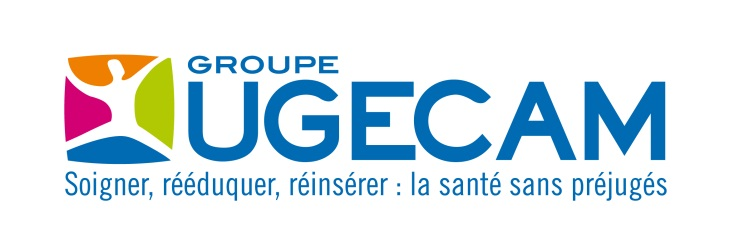 GROUPE
UGECAM
Soigner, rééduquer, réinsérer : la santé sans préjugés